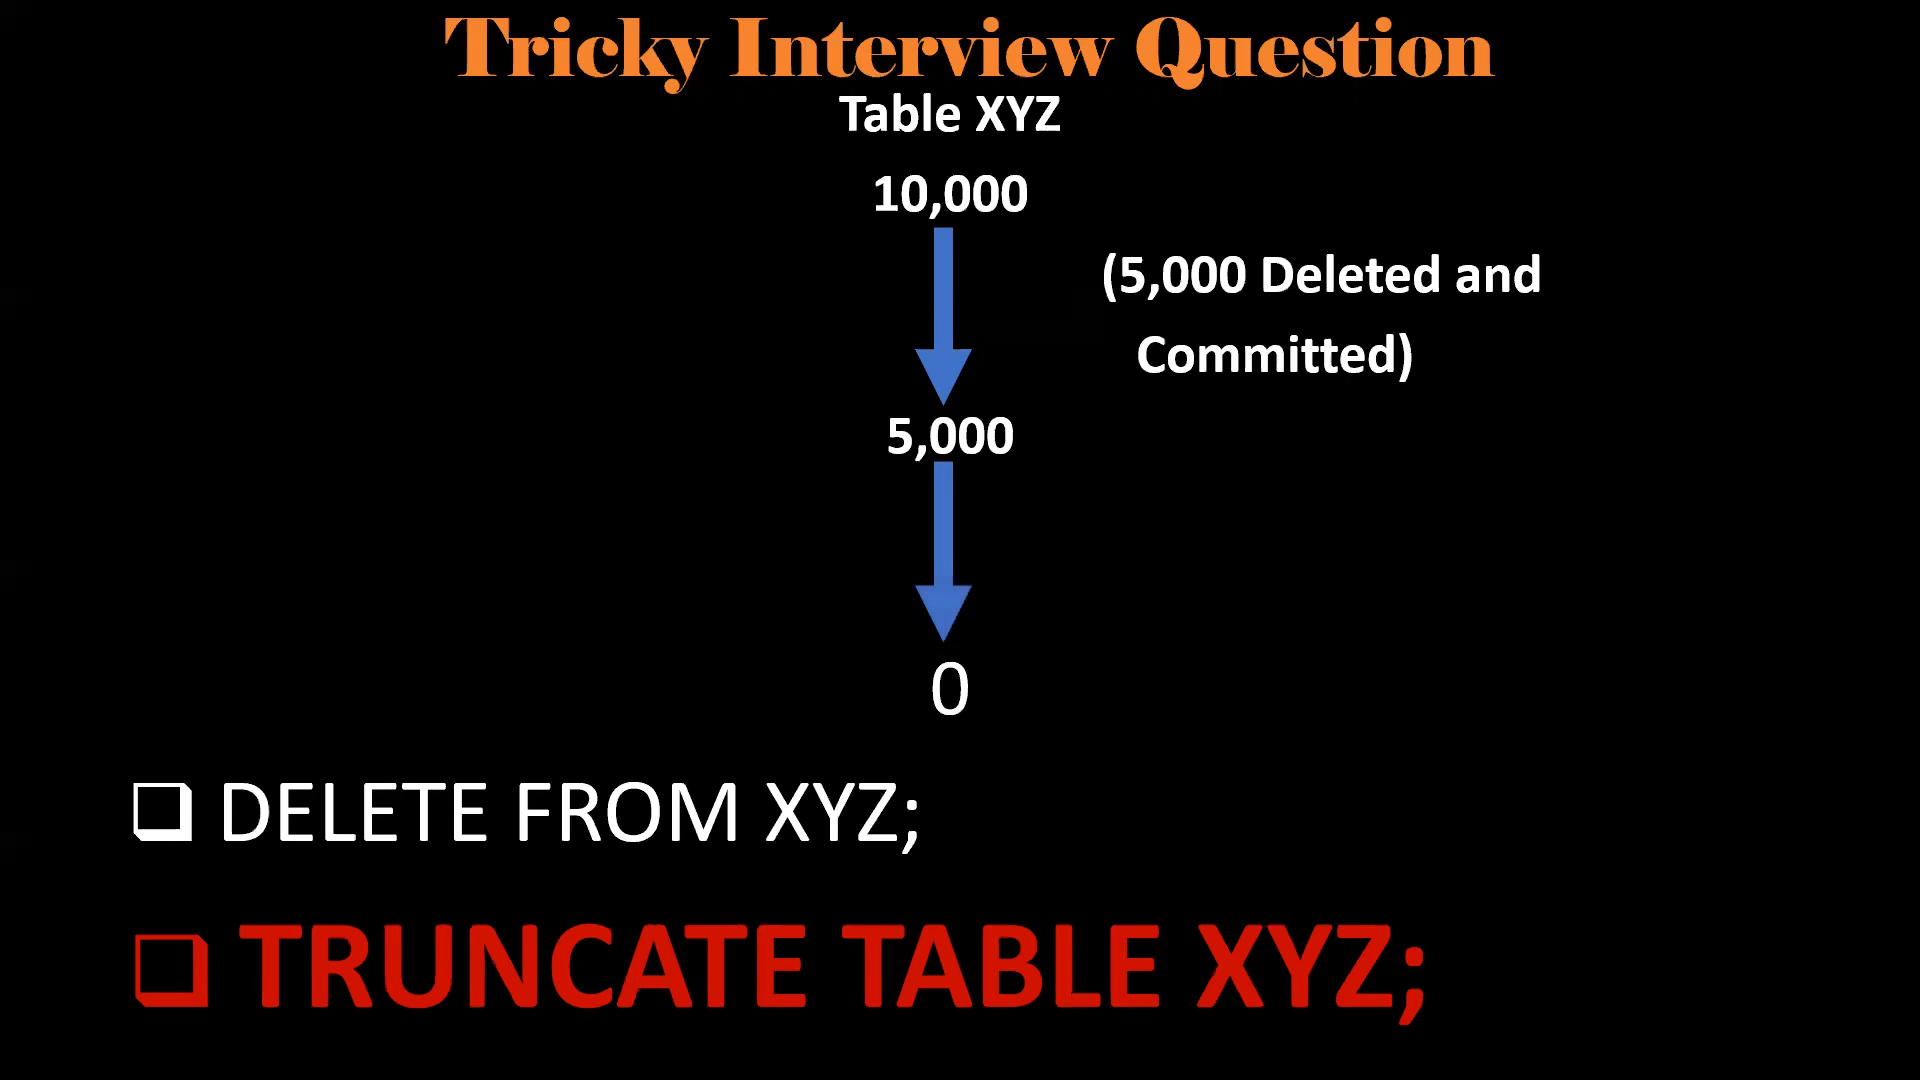 Tricky Interview Question
Table XYZ
10,000
(5,000 Deleted and
Committed)
5,000
0
❑ DELETE FROM XYZ;
❑ TRUNCATE TABLE XYZ;